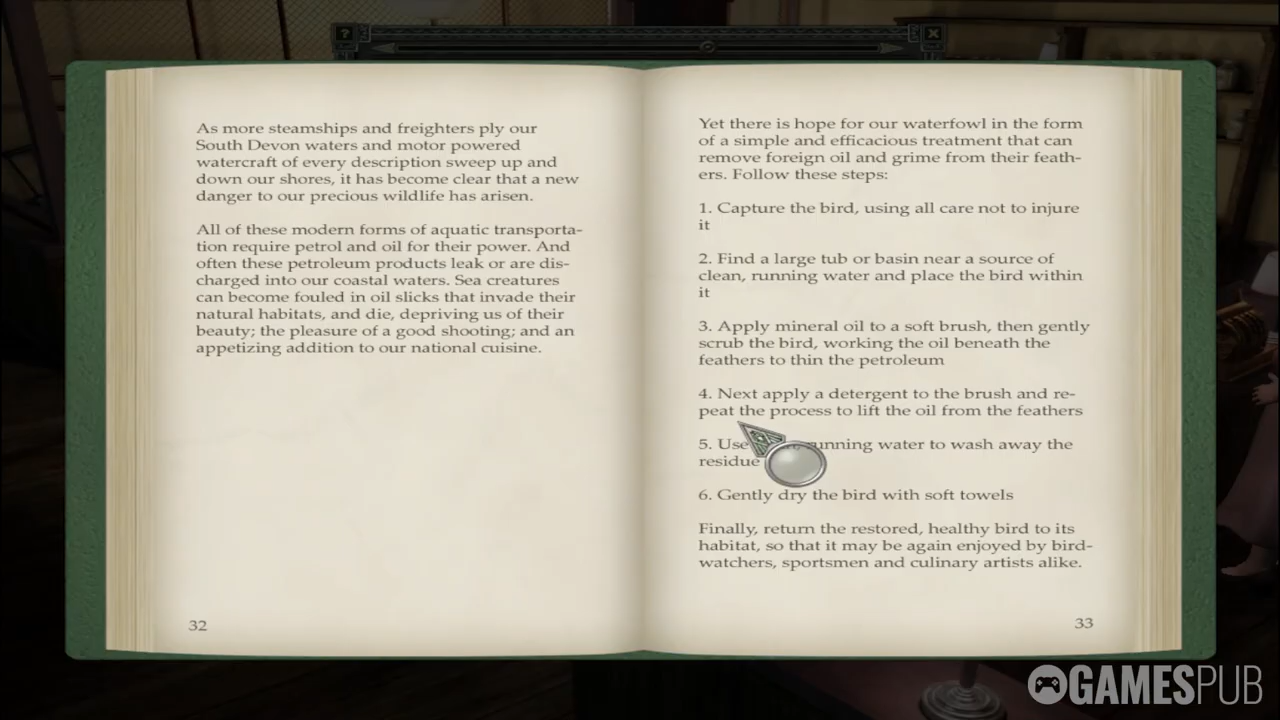 As more steamships and freighters ply our
South Devon waters and motor powered
watercraft of every description sweep up and
down our shores, it has become clear that a new
danger to our precious wildlife has arisen.
All of these modern forms of aquatic transporta-
tion require petrol and oil for their power. And
often these petroleum products leak or are dis-
charged into our coastal waters. Sea creatures
can become fouled in oil slicks that invade their
natural habitats, and die, depriving us of their
beauty; the pleasure of a good shooting; and an
appetizing addition to our national cuisine.
32
Yet there is hope for our waterfowl in the form
of a simple and efficacious treatment that can
remove foreign oil and grime from their feath-
ers. Follow these steps:
1. Capture the bird, using all care not to injure
it
2. Find a large tub or basin near a source of
clean, running water and place the bird within
it
3. Apply mineral oil to a soft brush, then gently
scrub the bird, working the oil beneath the
feathers to thin the petroleum
4. Next apply a detergent to the brush and re-
peat the process to lift the oil from the feathers
5. Use running water to wash away the
residue
6. Gently dry the bird with soft towels
Finally, return the restored, healthy bird to its
habitat, so that it may be again enjoyed by bird-
watchers, sportsmen and culinary artists alike.
33
? X
GAMESPUB